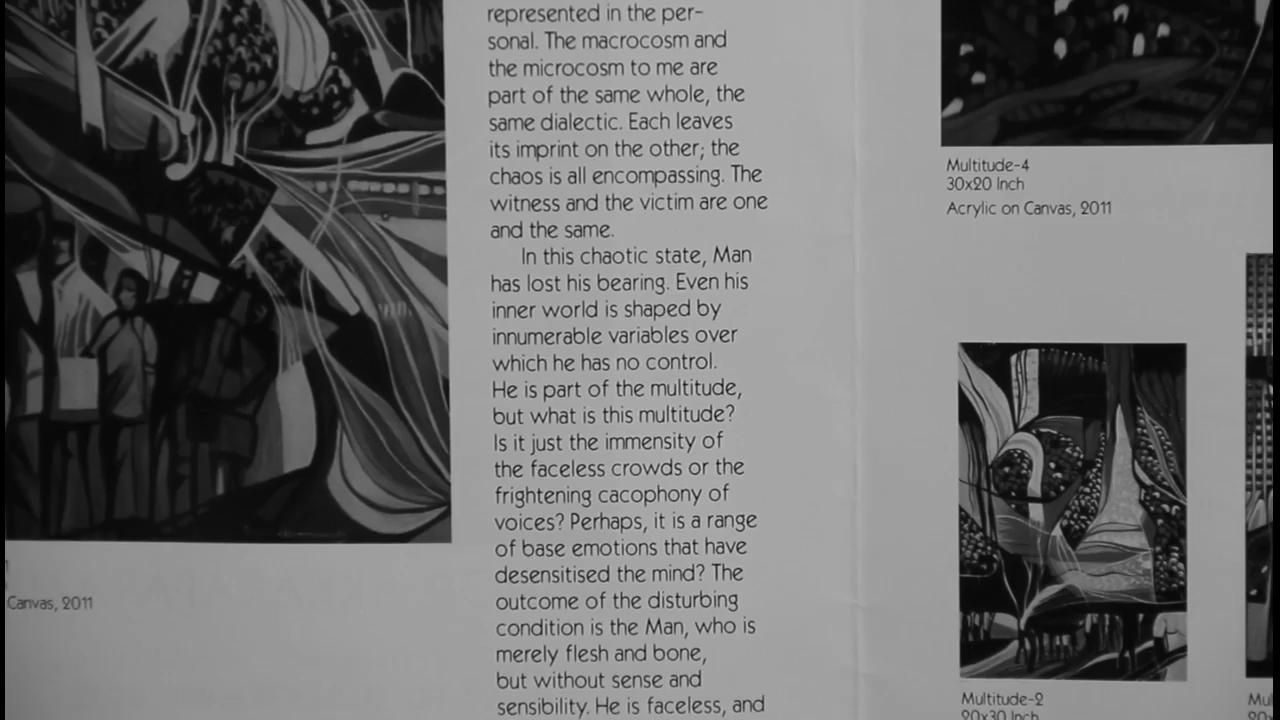 represented in the per-
sonal. The macrocosm and
the microcosm to me are
part of the same whole, the
same dialectic. Each leaves
its imprint on the other; the
chaos is all encompassing. The
witness and the victim are one
and the same.
In this chaotic state, Man
has lost his bearing. Even his
inner world is shaped by
innumerable variables over
which he has no control.
He is part of the multitude,
but what is this multitude?
Is it just the immensity of
the faceless crowds or the
frightening cacophony of
voices? Perhaps, it is a range
of base emotions that have
desensitised the mind? The
outcome of the disturbing
condition is the Man, who is
merely flesh and bone,
but without sense and
sensibility. He is faceless, and
Canvas, 2011
Multitude-4
30x20 Inch
Acrylic on Canvas, 2011
Multitude-2
20x30 Inch